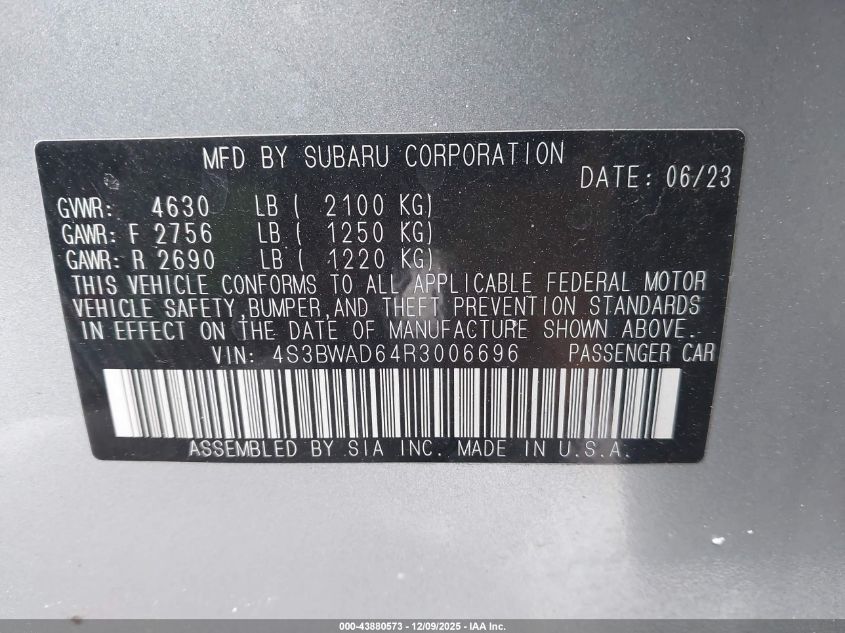 MFD BY SUBARU CORPORATION
DATE: 06/23
GVWR: 4630 LB ( 2100 KG)
GAWR: F 2756 LB ( 1250 KG)
GAWR: R 2690 LB ( 1220 KG)
THIS VEHICLE CONFORMS TO ALL APPLICABLE FEDERAL MOTOR
VEHICLE SAFETY,BUMPER,AND THEFT PREVENTION STANDARDS
IN EFFECT ON THE DATE OF MANUFACTURE SHOWN ABOVE.
VIN: 4S3BWAD64R3006696 PASSENGER CAR
ASSEMBLED BY SIA INC. MADE IN U.S.A.
000-43880573 - 12/09/2025 - IAA Inc.